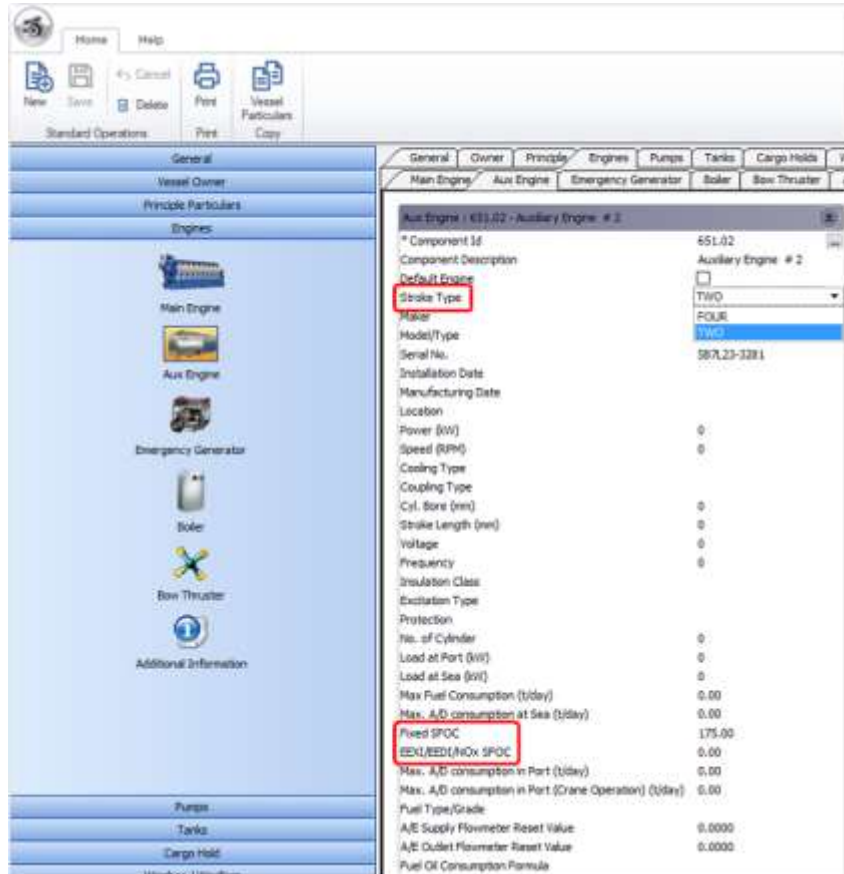 Home Help
New Save Cancel Delete Print Vessel Particulars
Standard Operations Print Copy
General
Vessel Owner
Principle Particulars
Engines
Main Engine
Aux Engine
Emergency Generator
Boiler
Bow Thruster
Additional Information
Pumps
Tanks
Cargo Hold
General Owner Principle Engines Pumps Tanks Cargo Holds
Main Engine Aux Engine Emergency Generator Boiler Bow Thruster
Aux Engine : 651.02 - Auxiliary Engine # 2
* Component Id 651.02 ...
Component Description Auxiliary Engine # 2
Default Engine
Stroke Type TWO
Maker FOUR
Model/Type TWO
Serial No. SB7L23-3281
Installation Date
Manufacturing Date
Location
Power (kW) 0
Speed (RPM) 0
Cooling Type
Coupling Type
Cyl. Bore (mm) 0
Stroke Length (mm) 0
Voltage 0
Frequency 0
Insulation Class
Excitation Type
Protection
No. of Cylinder 0
Load at Port (kW) 0
Load at Sea (kW) 0
Max Fuel Consumption (t/day) 0.00
Max. A/D consumption at Sea (t/day) 0.00
Fixed SFOC 175.00
EEXI/EEDI/NOx SFOC 0.00
Max. A/D consumption in Port (t/day) 0.00
Max. A/D consumption in Port (Crane Operation) (t/day) 0.00
Fuel Type/Grade
A/E Supply Flowmeter Reset Value 0.0000
A/E Outlet Flowmeter Reset Value 0.0000
Fuel Oil Consumption Formula